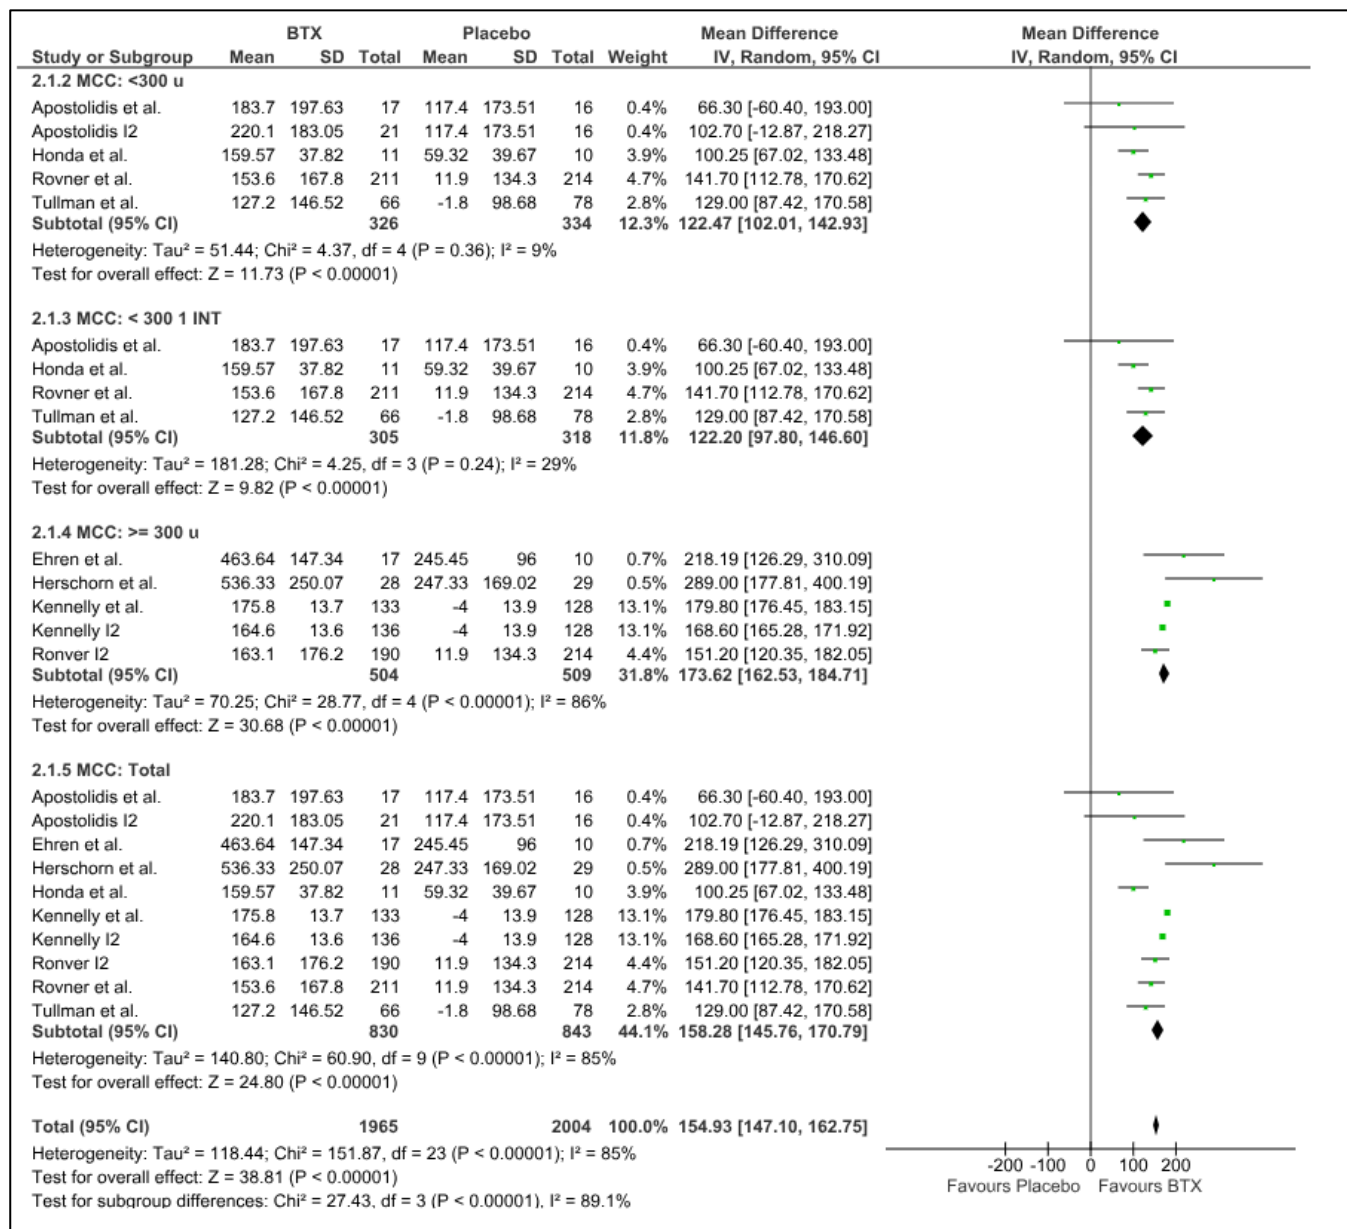 BTX Placebo Mean Difference Mean Difference
Study or Subgroup Mean SD Total Mean SD Total Weight IV, Random, 95% CI IV, Random, 95% CI
2.1.2 MCC: <300 u
Apostolidis et al. 183.7 197.63 17 117.4 173.51 16 0.4% 66.30 [-60.40, 193.00]
Apostolidis I2 220.1 183.05 21 117.4 173.51 16 0.4% 102.70 [-12.87, 218.27]
Honda et al. 159.57 37.82 11 59.32 39.67 10 3.9% 100.25 [67.02, 133.48]
Rovner et al. 153.6 167.8 211 11.9 134.3 214 4.7% 141.70 [112.78, 170.62]
Tullman et al. 127.2 146.52 66 -1.8 98.68 78 2.8% 129.00 [87.42, 170.58]
Subtotal (95% CI) 326 334 12.3% 122.47 [102.01, 142.93]
Heterogeneity: Tau² = 51.44; Chi² = 4.37, df = 4 (P = 0.36); I² = 9%
Test for overall effect: Z = 11.73 (P < 0.00001)
2.1.3 MCC: < 300 1 INT
Apostolidis et al. 183.7 197.63 17 117.4 173.51 16 0.4% 66.30 [-60.40, 193.00]
Honda et al. 159.57 37.82 11 59.32 39.67 10 3.9% 100.25 [67.02, 133.48]
Rovner et al. 153.6 167.8 211 11.9 134.3 214 4.7% 141.70 [112.78, 170.62]
Tullman et al. 127.2 146.52 66 -1.8 98.68 78 2.8% 129.00 [87.42, 170.58]
Subtotal (95% CI) 305 318 11.8% 122.20 [97.80, 146.60]
Heterogeneity: Tau² = 181.28; Chi² = 4.25, df = 3 (P = 0.24); I² = 29%
Test for overall effect: Z = 9.82 (P < 0.00001)
2.1.4 MCC: >= 300 u
Ehren et al. 463.64 147.34 17 245.45 96 10 0.7% 218.19 [126.29, 310.09]
Herschorn et al. 536.33 250.07 28 247.33 169.02 29 0.5% 289.00 [177.81, 400.19]
Kennelly et al. 175.8 13.7 133 -4 13.9 128 13.1% 179.80 [176.45, 183.15]
Kennelly I2 164.6 13.6 136 -4 13.9 128 13.1% 168.60 [165.28, 171.92]
Ronver I2 163.1 176.2 190 11.9 134.3 214 4.4% 151.20 [120.35, 182.05]
Subtotal (95% CI) 504 509 31.8% 173.62 [162.53, 184.71]
Heterogeneity: Tau² = 70.25; Chi² = 28.77, df = 4 (P < 0.00001); I² = 86%
Test for overall effect: Z = 30.68 (P < 0.00001)
2.1.5 MCC: Total
Apostolidis et al. 183.7 197.63 17 117.4 173.51 16 0.4% 66.30 [-60.40, 193.00]
Apostolidis I2 220.1 183.05 21 117.4 173.51 16 0.4% 102.70 [-12.87, 218.27]
Ehren et al. 463.64 147.34 17 245.45 96 10 0.7% 218.19 [126.29, 310.09]
Herschorn et al. 536.33 250.07 28 247.33 169.02 29 0.5% 289.00 [177.81, 400.19]
Honda et al. 159.57 37.82 11 59.32 39.67 10 3.9% 100.25 [67.02, 133.48]
Kennelly et al. 175.8 13.7 133 -4 13.9 128 13.1% 179.80 [176.45, 183.15]
Kennelly I2 164.6 13.6 136 -4 13.9 128 13.1% 168.60 [165.28, 171.92]
Ronver I2 163.1 176.2 190 11.9 134.3 214 4.4% 151.20 [120.35, 182.05]
Rovner et al. 153.6 167.8 211 11.9 134.3 214 4.7% 141.70 [112.78, 170.62]
Tullman et al. 127.2 146.52 66 -1.8 98.68 78 2.8% 129.00 [87.42, 170.58]
Subtotal (95% CI) 830 843 44.1% 158.28 [145.76, 170.79]
Heterogeneity: Tau² = 140.80; Chi² = 60.90, df = 9 (P < 0.00001); I² = 85%
Test for overall effect: Z = 24.80 (P < 0.00001)
Total (95% CI) 1965 2004 100.0% 154.93 [147.10, 162.75]
Heterogeneity: Tau² = 118.44; Chi² = 151.87, df = 23 (P < 0.00001); I² = 85%
Test for overall effect: Z = 38.81 (P < 0.00001)
Test for subgroup differences: Chi² = 27.43, df = 3 (P < 0.00001), I² = 89.1%
-200 -100 0 100 200
Favours Placebo Favours BTX